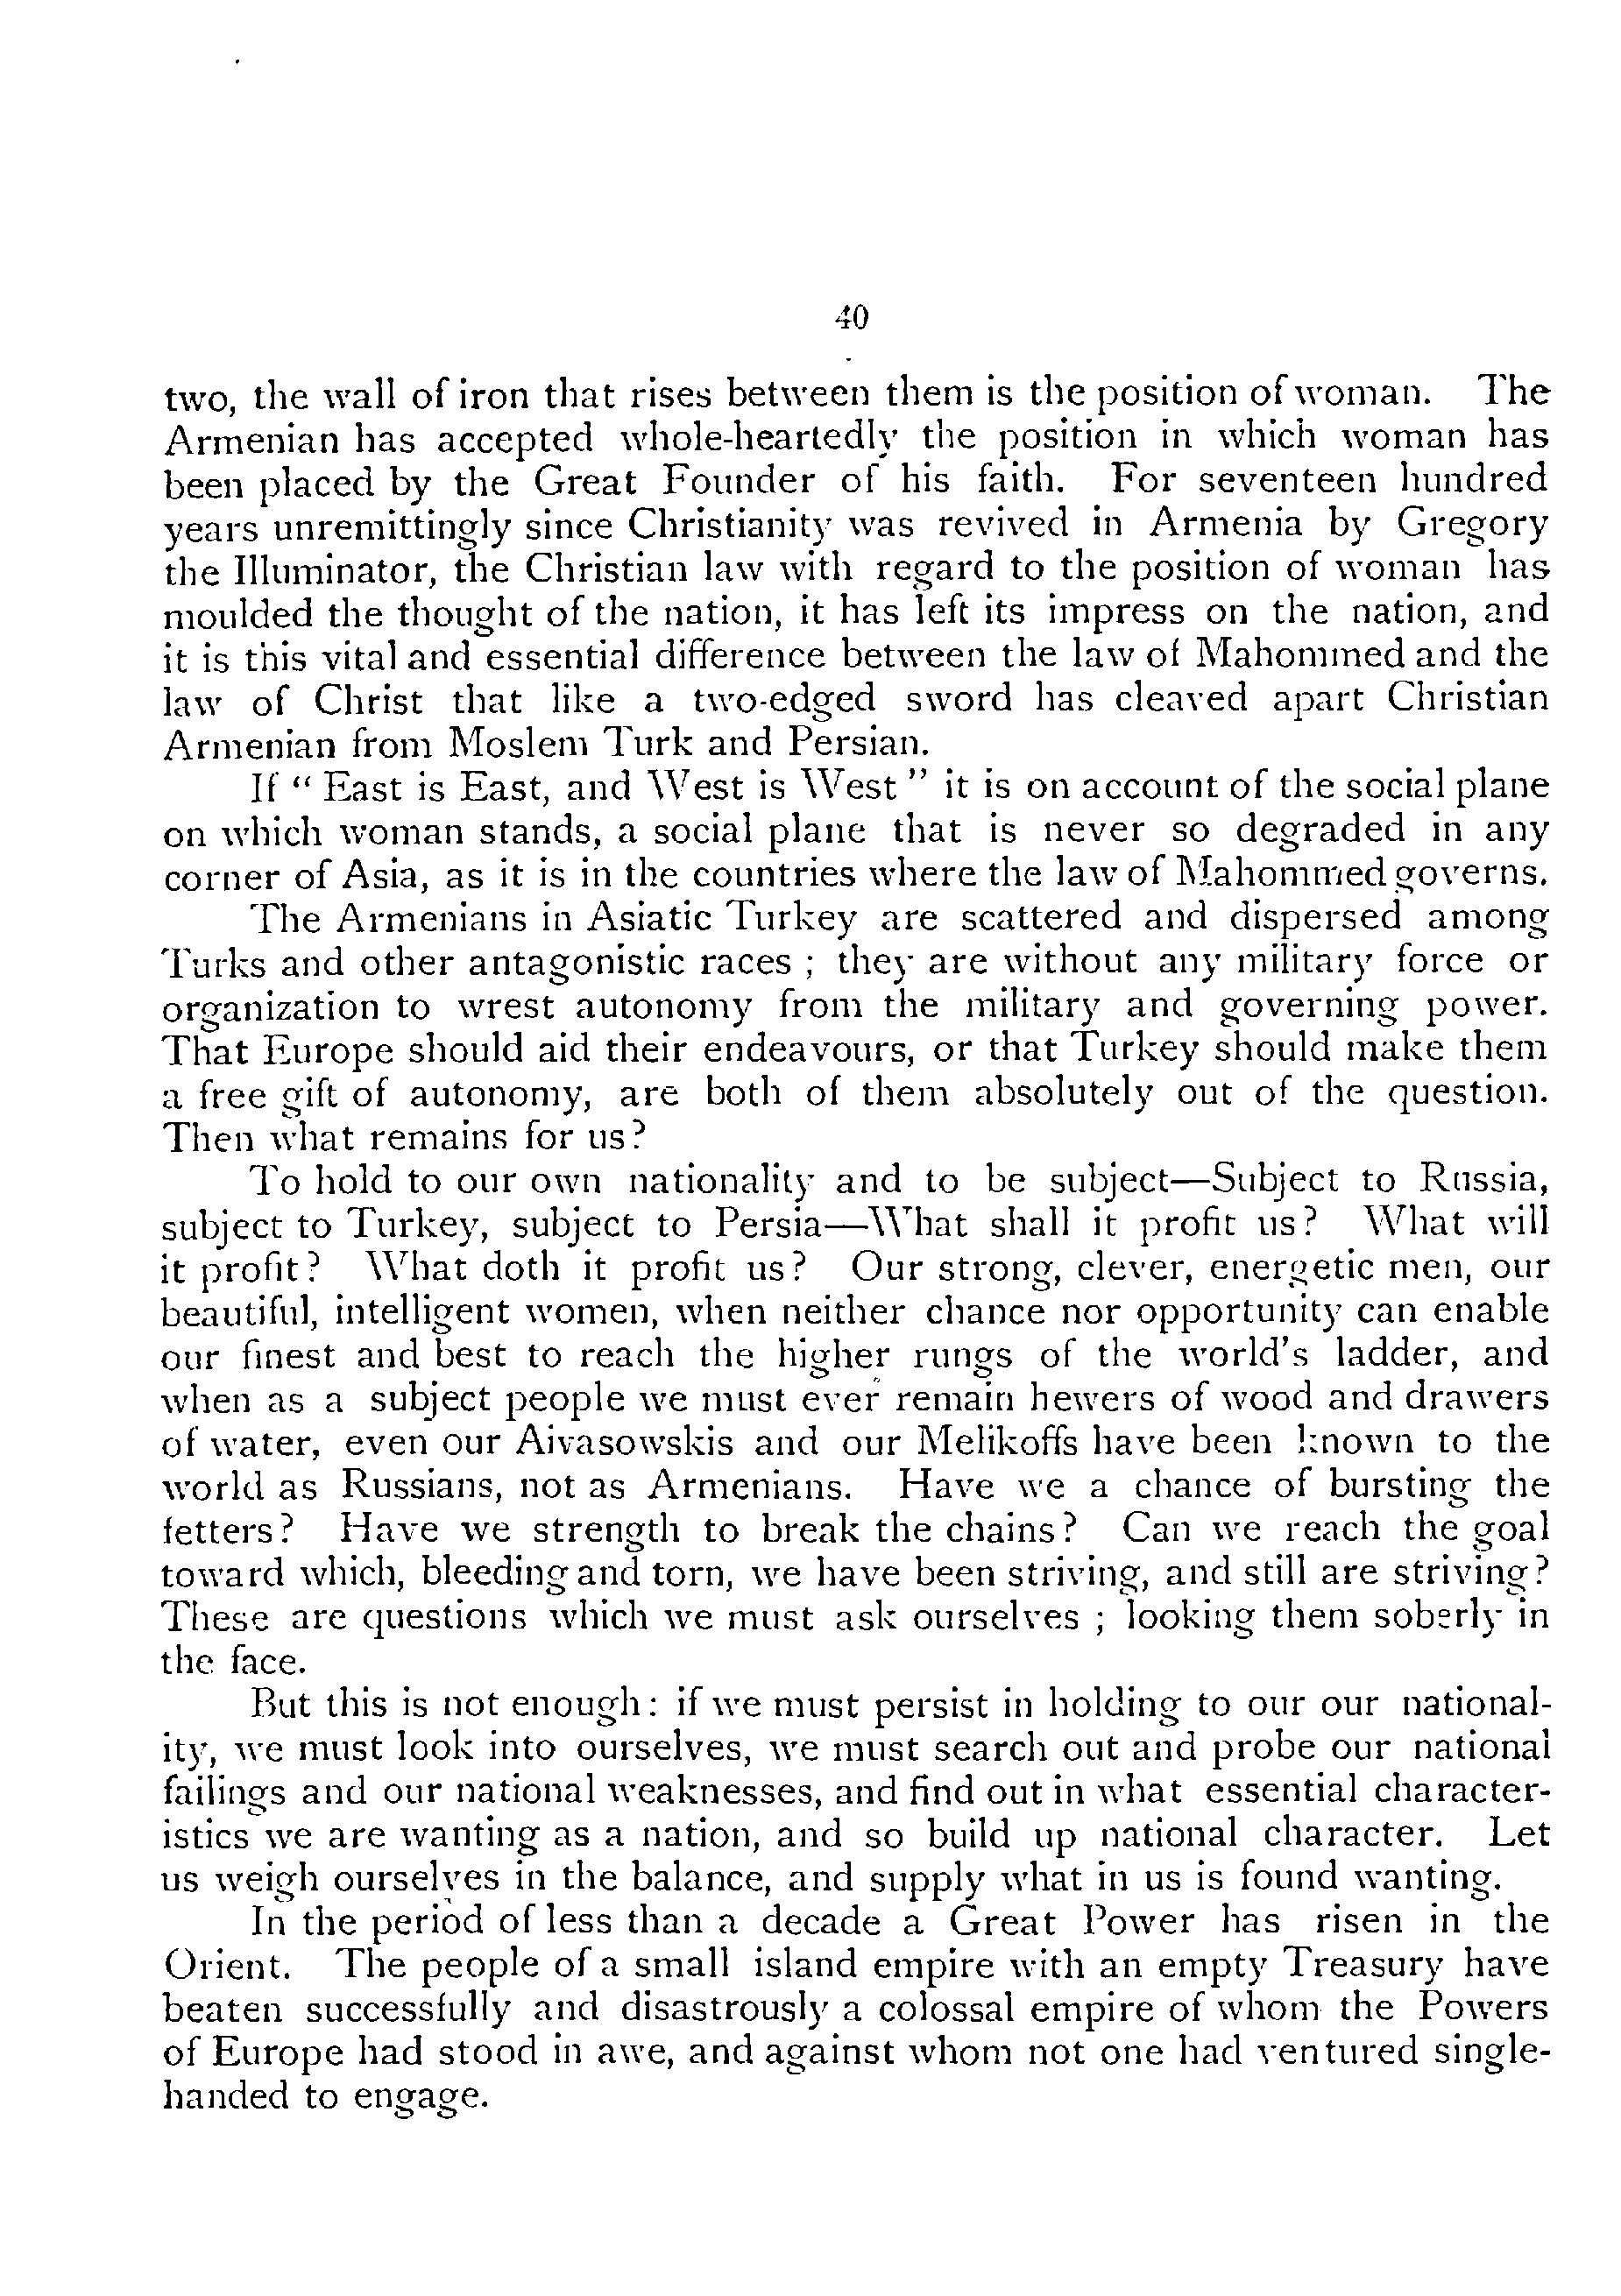 40
two, the wall of iron that rises between them is the position of woman. The
Armenian has accepted whole-heartedly the position in which woman has
been placed by the Great Founder of his faith. For seventeen hundred
years unremittingly since Christianity was revived in Armenia by Gregory
the Illuminator, the Christian law with regard to the position of woman has
moulded the thought of the nation, it has left its impress on the nation, and
it is this vital and essential difference between the law of Mahommed and the
law of Christ that like a two-edged sword has cleaved apart Christian
Armenian from Moslem Turk and Persian.
If " East is East, and West is West " it is on account of the social plane
on which woman stands, a social plane that is never so degraded in any
corner of Asia, as it is in the countries where the law of Mahommed governs.
The Armenians in Asiatic Turkey are scattered and dispersed among
Turks and other antagonistic races ; they are without any military force or
organization to wrest autonomy from the military and governing power.
That Europe should aid their endeavours, or that Turkey should make them
a free gift of autonomy, are both of them absolutely out of the question.
Then what remains for us?
To hold to our own nationality and to be subject—Subject to Russia,
subject to Turkey, subject to Persia—What shall it profit us? What will
it profit? What doth it profit us? Our strong, clever, energetic men, our
beautiful, intelligent women, when neither chance nor opportunity can enable
our finest and best to reach the higher rungs of the world's ladder, and
when as a subject people we must ever remain hewers of wood and drawers
of water, even our Aivasowskis and our Melikoffs have been known to the
world as Russians, not as Armenians. Have we a chance of bursting the
fetters? Have we strength to break the chains? Can we reach the goal
toward which, bleeding and torn, we have been striving, and still are striving?
These are questions which we must ask ourselves ; looking them soberly in
the face.
But this is not enough: if we must persist in holding to our our national-
ity, we must look into ourselves, we must search out and probe our national
failings and our national weaknesses, and find out in what essential character-
istics we are wanting as a nation, and so build up national character. Let
us weigh ourselves in the balance, and supply what in us is found wanting.
In the period of less than a decade a Great Power has risen in the
Orient. The people of a small island empire with an empty Treasury have
beaten successfully and disastrously a colossal empire of whom the Powers
of Europe had stood in awe, and against whom not one had ventured single-
handed to engage.